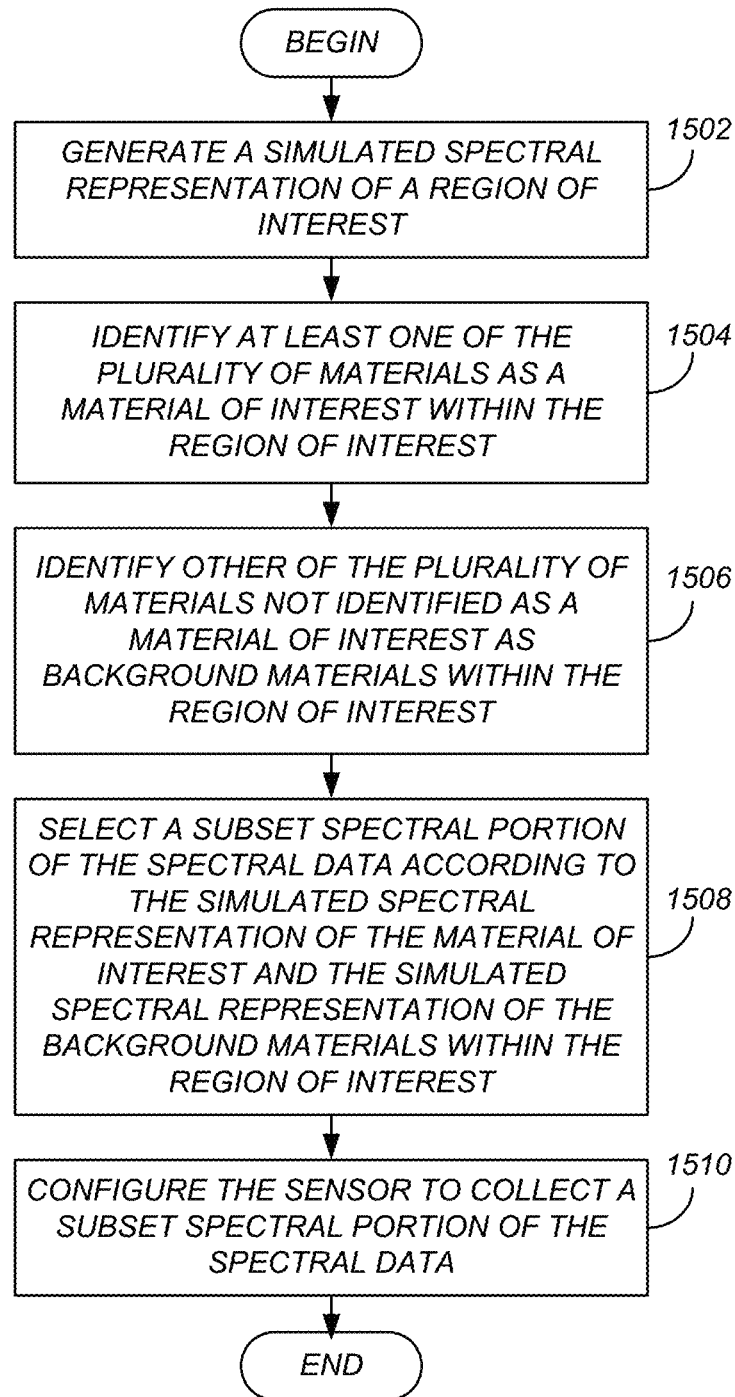 BEGIN
GENERATE A SIMULATED SPECTRAL
REPRESENTATION OF A REGION OF
INTEREST
1502
IDENTIFY AT LEAST ONE OF THE
PLURALITY OF MATERIALS AS A
MATERIAL OF INTEREST WITHIN THE
REGION OF INTEREST
1504
IDENTIFY OTHER OF THE PLURALITY OF
MATERIALS NOT IDENTIFIED AS A
MATERIAL OF INTEREST AS
BACKGROUND MATERIALS WITHIN THE
REGION OF INTEREST
1506
SELECT A SUBSET SPECTRAL PORTION
OF THE SPECTRAL DATA ACCORDING TO
THE SIMULATED SPECTRAL
REPRESENTATION OF THE MATERIAL OF
INTEREST AND THE SIMULATED
SPECTRAL REPRESENTATION OF THE
BACKGROUND MATERIALS WITHIN THE
REGION OF INTEREST
1508
CONFIGURE THE SENSOR TO COLLECT A
SUBSET SPECTRAL PORTION OF THE
SPECTRAL DATA
1510
END